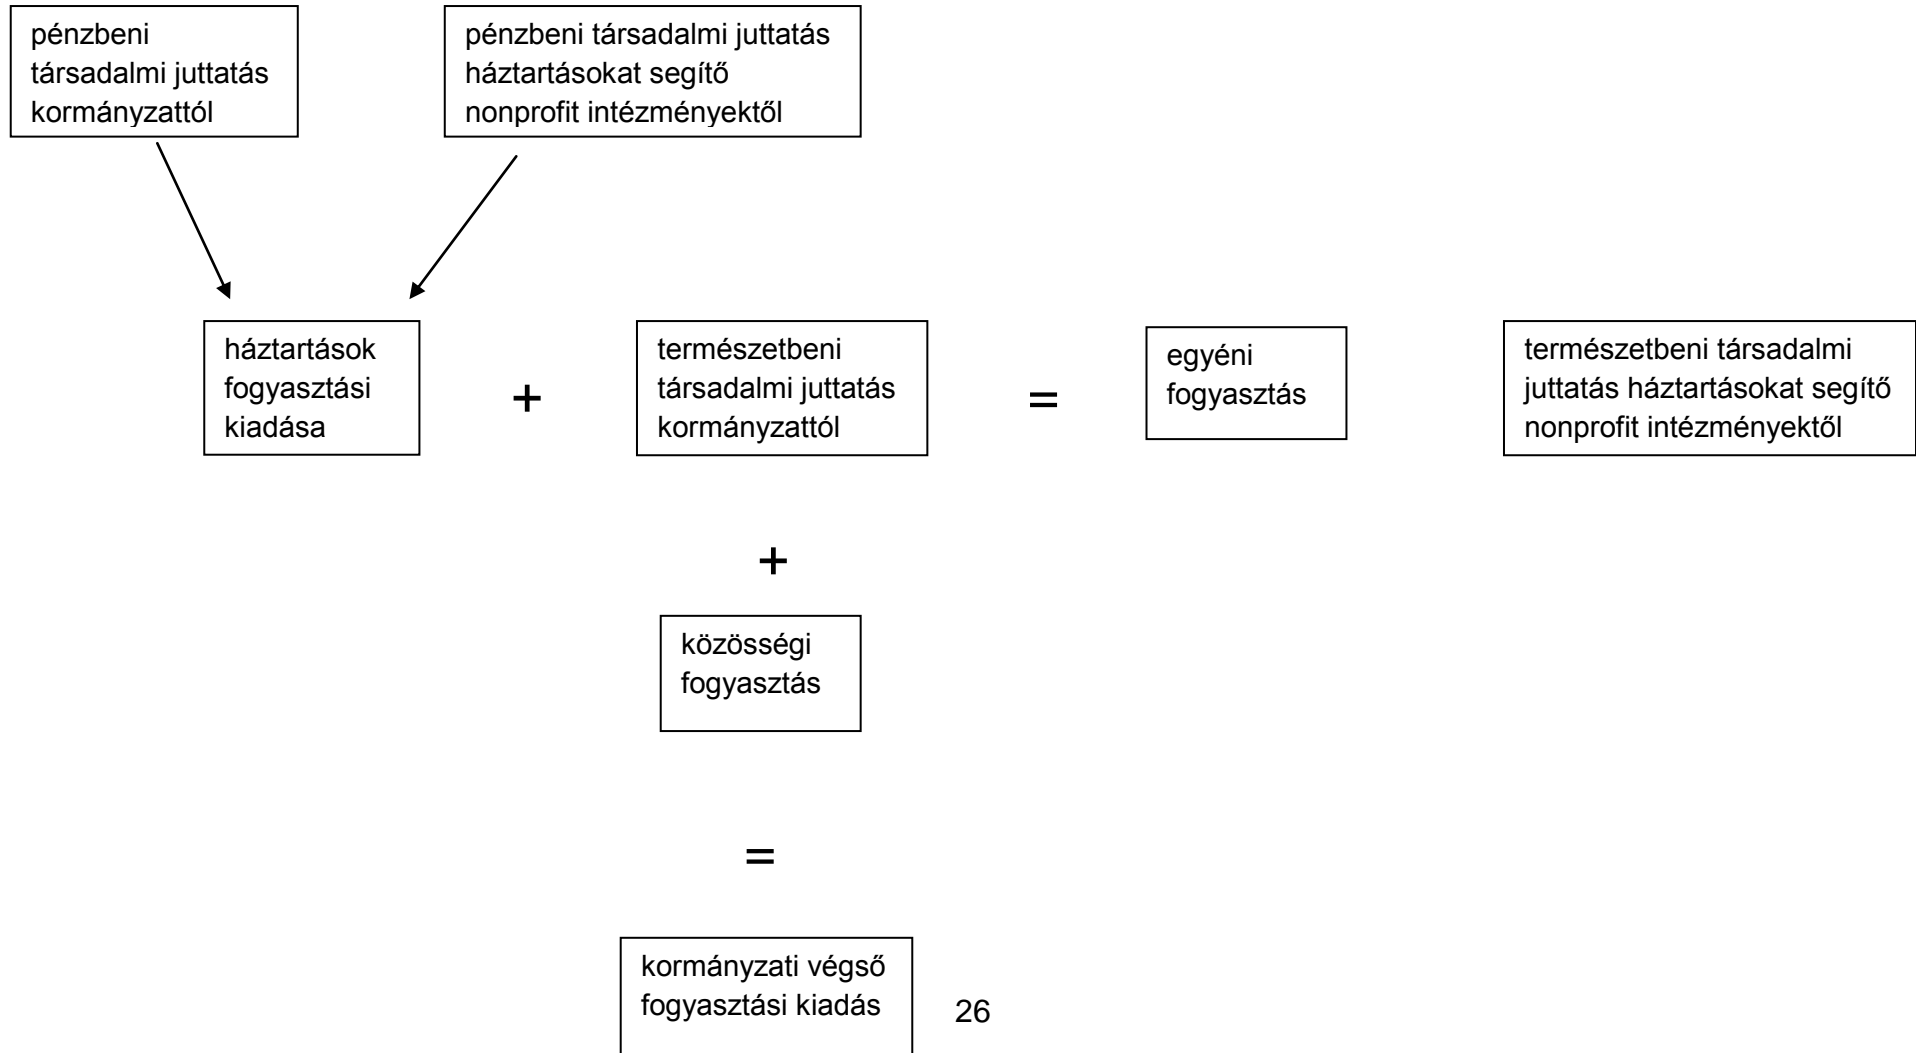 pénzbeni
társadalmi juttatás
kormányzattól
pénzbeni társadalmi juttatás
háztartásokat segítő
nonprofit intézményektől
háztartások
fogyasztási
kiadása
+
természetbeni
társadalmi juttatás
kormányzattól
=
egyéni
fogyasztás
természetbeni társadalmi
juttatás háztartásokat segítő
nonprofit intézményektől
+
közösségi
fogyasztás
=
kormányzati végső
fogyasztási kiadás
26